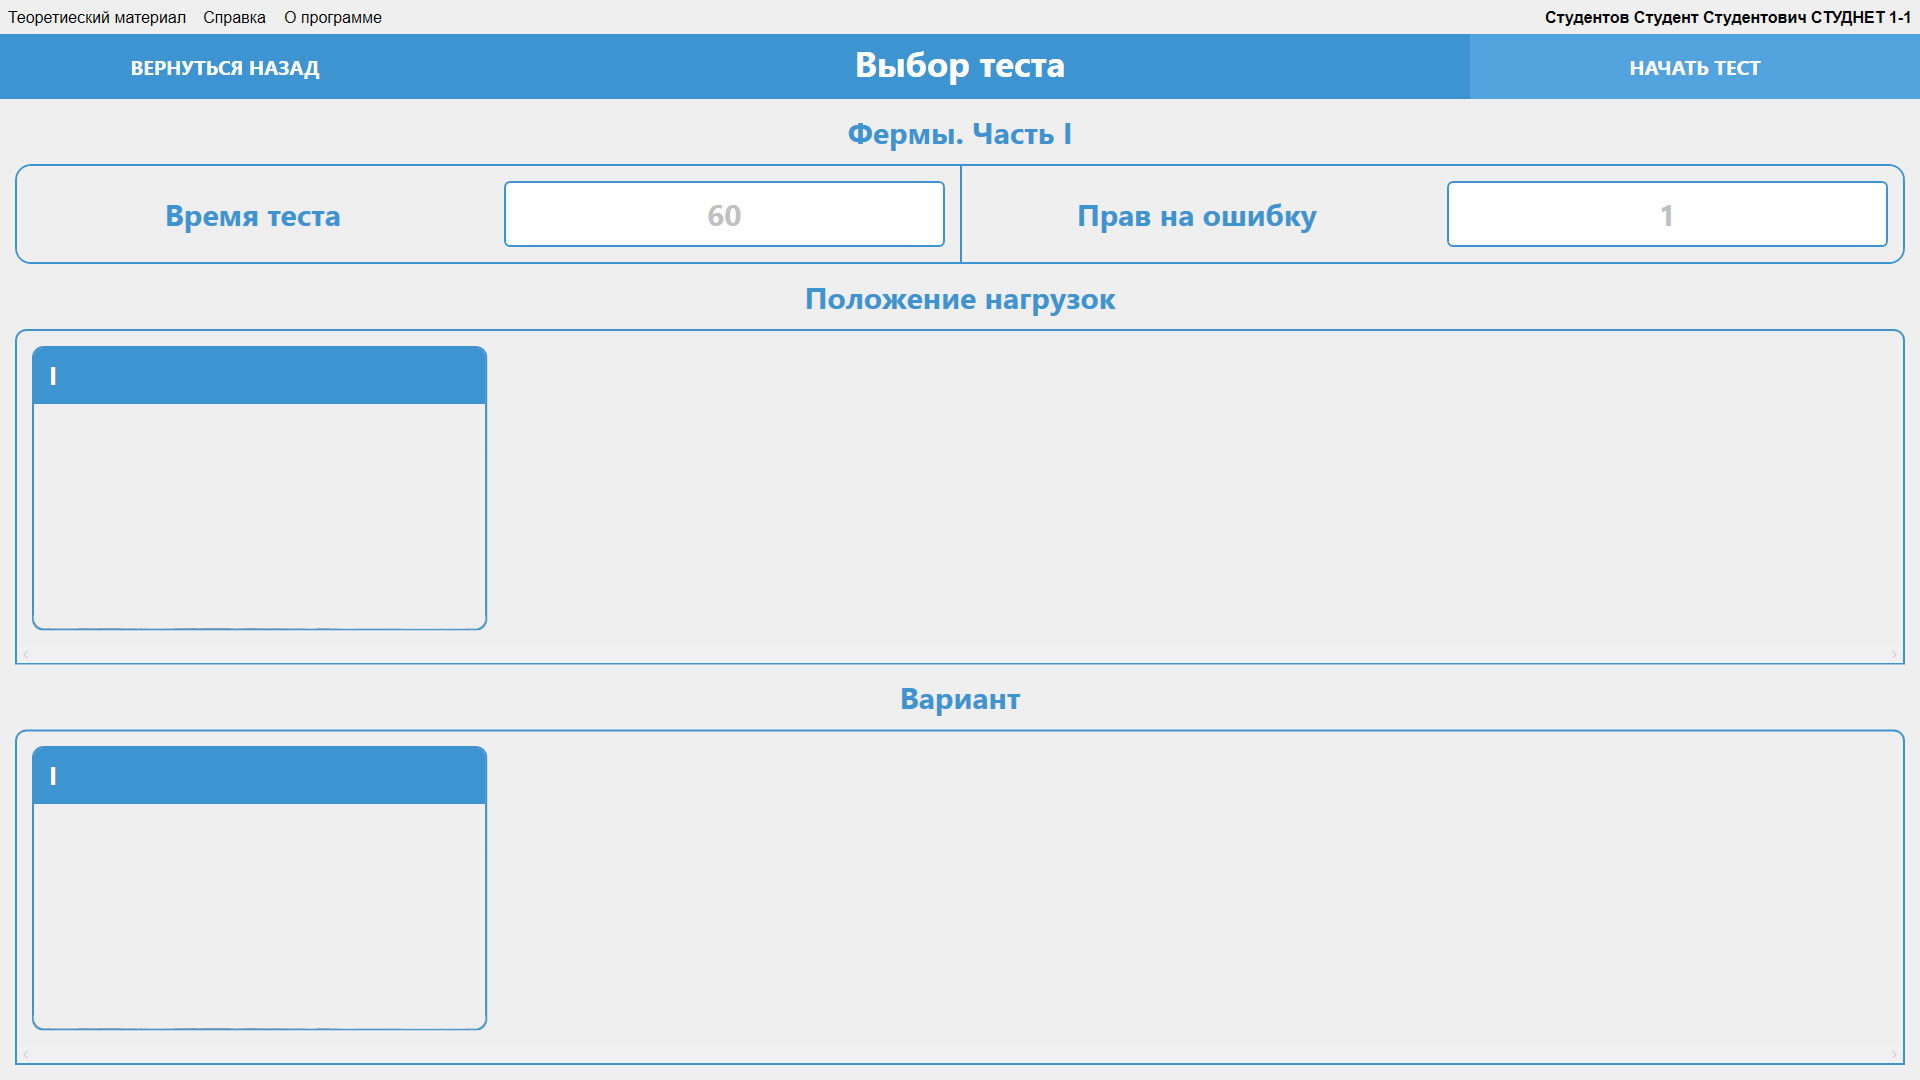 Теоретиеский материал Справка О программе Студентов Студент Студентович СТУДНЕТ 1-1
ВЕРНУТЬСЯ НАЗАД Выбор теста НАЧАТЬ ТЕСТ
Фермы. Часть I
Время теста 60 Прав на ошибку 1
Положение нагрузок
I
Вариант
I